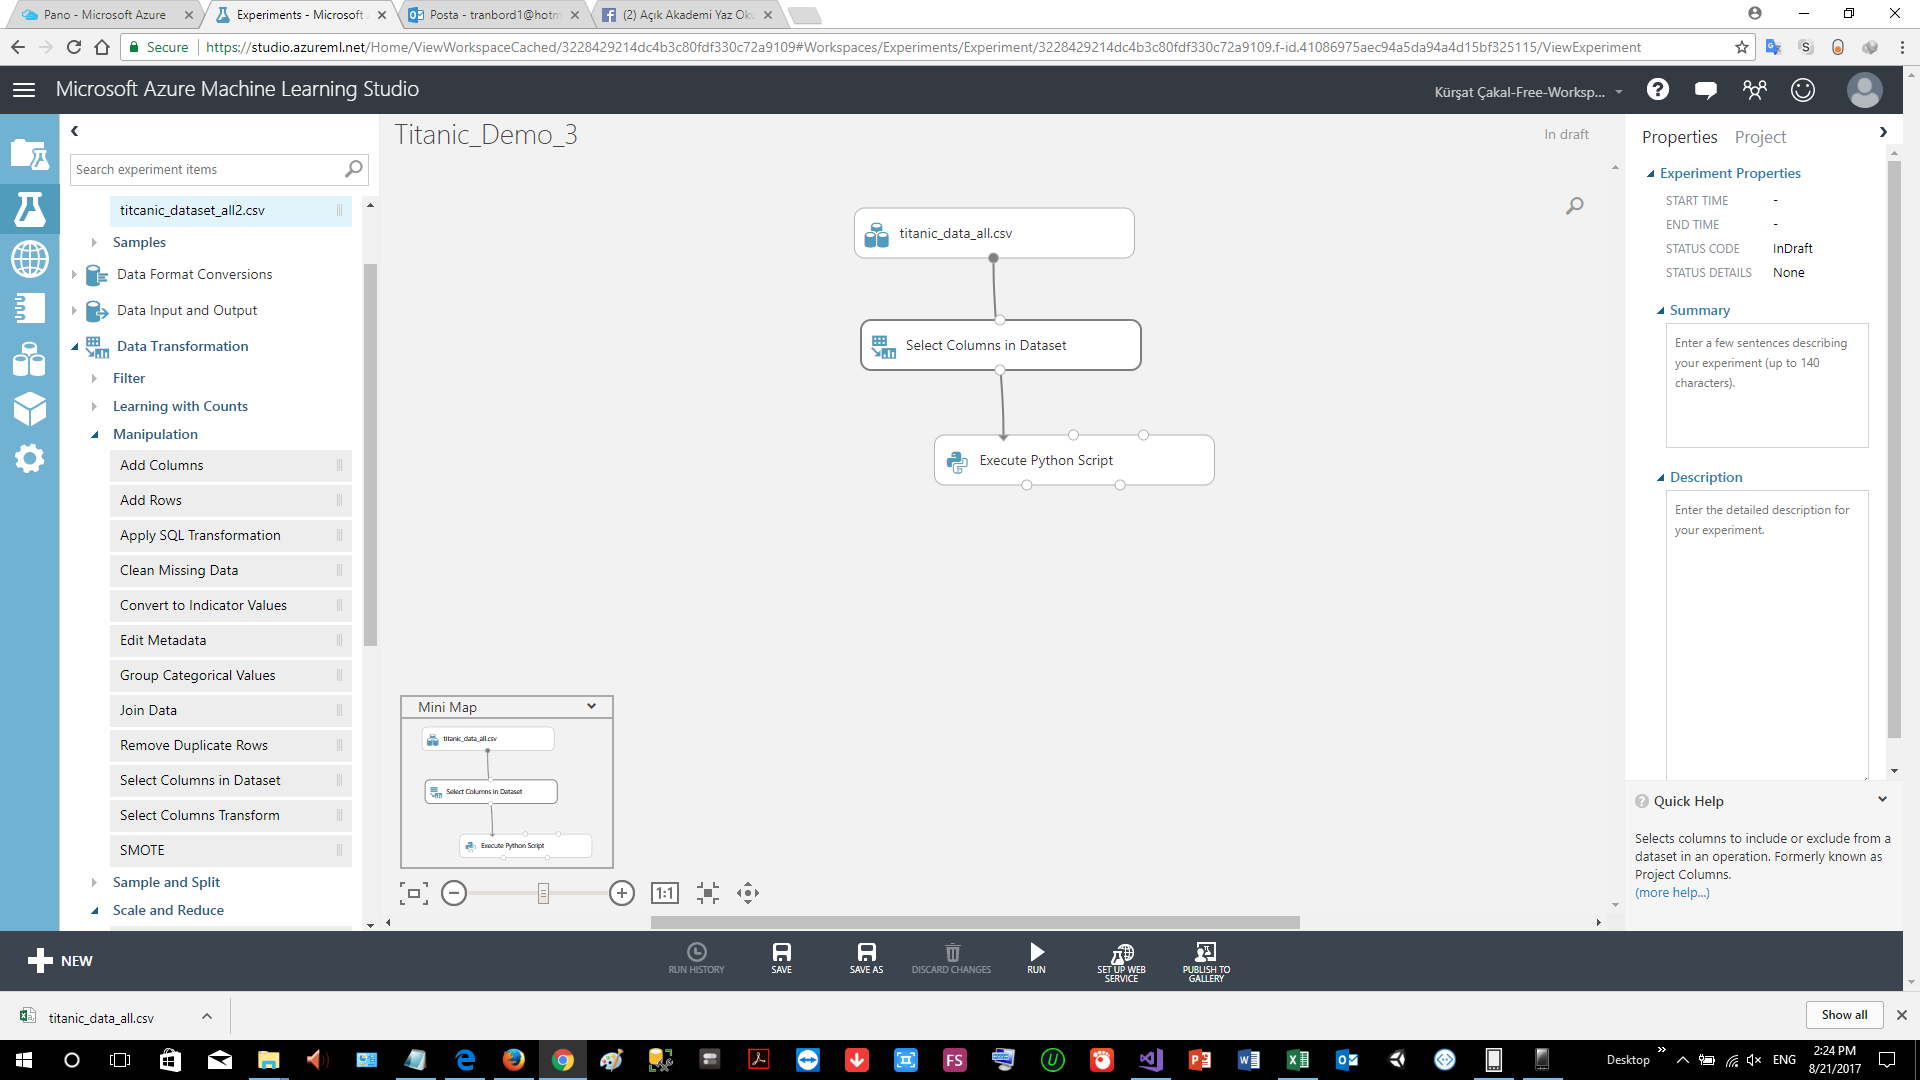 Pano - Microsoft Azure
Experiments - Microsoft
Posta - tranbord1@hotm
(2) Açık Akademi Yaz Oku
Secure
https://studio.azureml.net/Home/ViewWorkspaceCached/3228429214dc4b3c80fdf330c72a9109#Workspaces/Experiments/Experiment/3228429214dc4b3c80fdf330c72a9109.f-id.41086975aec94a5da94a4d15bf325115/ViewExperiment
Microsoft Azure Machine Learning Studio
Kürşat Çakal-Free-Worksp...
Search experiment items
titcanic_dataset_all2.csv
Samples
Data Format Conversions
Data Input and Output
Data Transformation
Filter
Learning with Counts
Manipulation
Add Columns
Add Rows
Apply SQL Transformation
Clean Missing Data
Convert to Indicator Values
Edit Metadata
Group Categorical Values
Join Data
Remove Duplicate Rows
Select Columns in Dataset
Select Columns Transform
SMOTE
Sample and Split
Scale and Reduce
Titanic_Demo_3
In draft
titanic_data_all.csv
Select Columns in Dataset
Execute Python Script
Mini Map
titanic_data_all.csv
Select Columns in Dataset
Execute Python Script
1:1
Properties Project
Experiment Properties
START TIME -
END TIME -
STATUS CODE InDraft
STATUS DETAILS None
Summary
Enter a few sentences describing
your experiment (up to 140
characters).
Description
Enter the detailed description for
your experiment.
Quick Help
Selects columns to include or exclude from a
dataset in an operation. Formerly known as
Project Columns.
(more help...)
NEW
RUN HISTORY
SAVE
SAVE AS
DISCARD CHANGES
RUN
SET UP WEB
SERVICE
PUBLISH TO
GALLERY
titanic_data_all.csv
Show all
Desktop
ENG
2:24 PM
8/21/2017